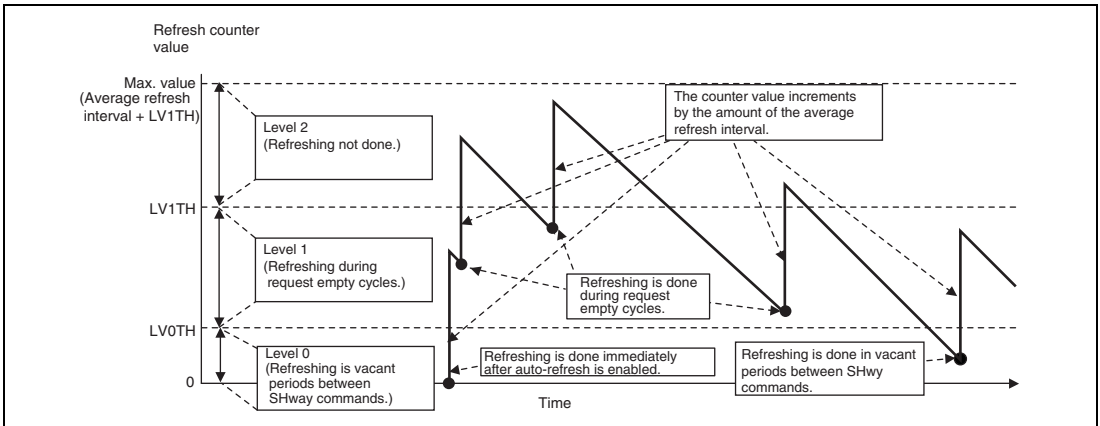 Refresh counter
value
Max. value
(Average refresh
interval + LV1TH)
Level 2
(Refreshing not done.)
The counter value increments
by the amount of the average
refresh interval.
LV1TH
Level 1
(Refreshing during
request empty cycles.)
Refreshing is done
during request
empty cycles.
LV0TH
Level 0
(Refreshing is vacant
periods between
SHway commands.)
Refreshing is done immediately
after auto-refresh is enabled.
Refreshing is done in vacant
periods between SHwy
commands.
0
Time